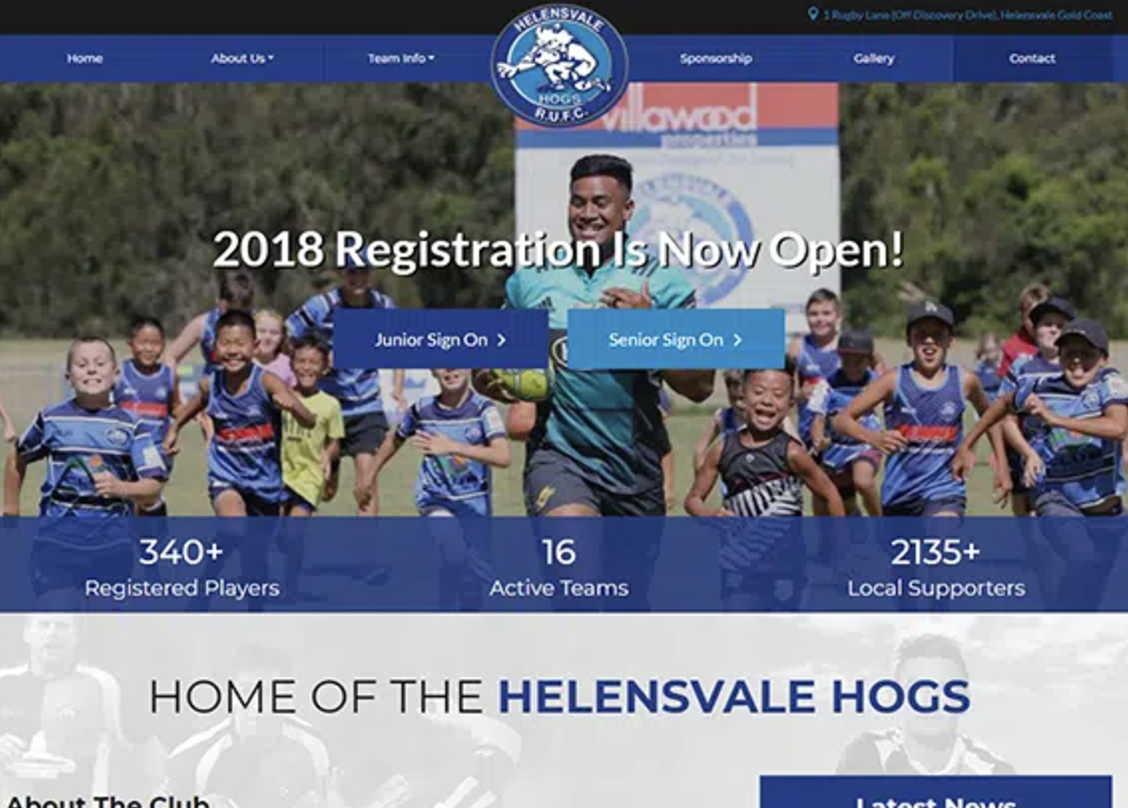 1 Rugby Lane (Off Discovery Drive), Helensvale Gold Coast
Home
About Us
Team Info
HELENSVALE
HOGS
R.U.F.C.
Sponsorship
Gallery
Contact
villawood
properties
HELENSVALE
2018 Registration Is Now Open!
Junior Sign On
Senior Sign On
340+
Registered Players
16
Active Teams
2135+
Local Supporters
HOME OF THE HELENSVALE HOGS
About The Club
Latest News